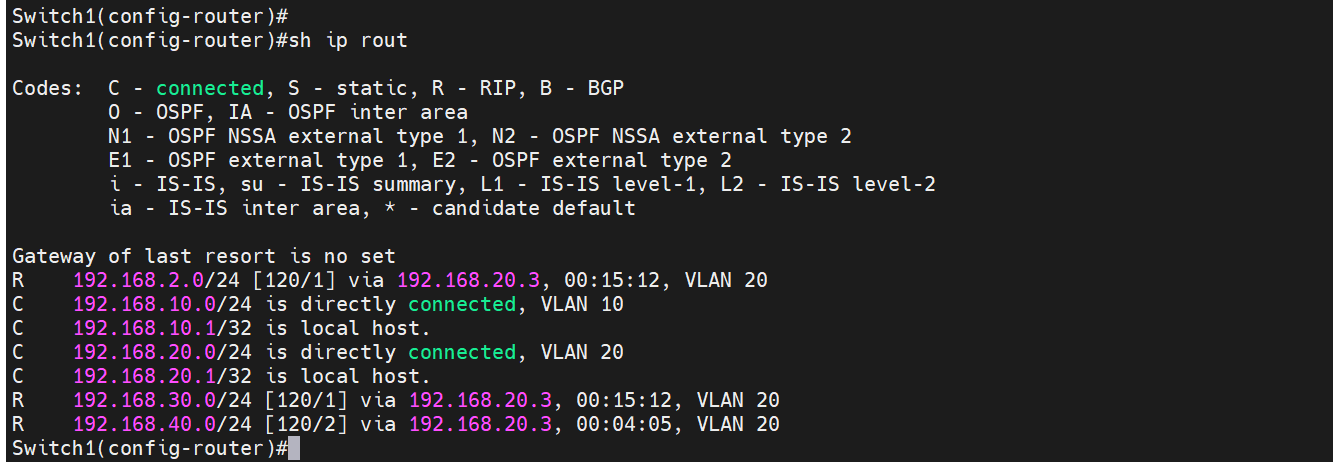 Switch1(config-router)#
Switch1(config-router)#sh ip rout
Codes:  C - connected, S - static, R - RIP, B - BGP
        O - OSPF, IA - OSPF inter area
        N1 - OSPF NSSA external type 1, N2 - OSPF NSSA external type 2
        E1 - OSPF external type 1, E2 - OSPF external type 2
        i - IS-IS, su - IS-IS summary, L1 - IS-IS level-1, L2 - IS-IS level-2
        ia - IS-IS inter area, * - candidate default
Gateway of last resort is no set
R    192.168.2.0/24 [120/1] via 192.168.20.3, 00:15:12, VLAN 20
C    192.168.10.0/24 is directly connected, VLAN 10
C    192.168.10.1/32 is local host.
C    192.168.20.0/24 is directly connected, VLAN 20
C    192.168.20.1/32 is local host.
R    192.168.30.0/24 [120/1] via 192.168.20.3, 00:15:12, VLAN 20
R    192.168.40.0/24 [120/2] via 192.168.20.3, 00:04:05, VLAN 20
Switch1(config-router)#